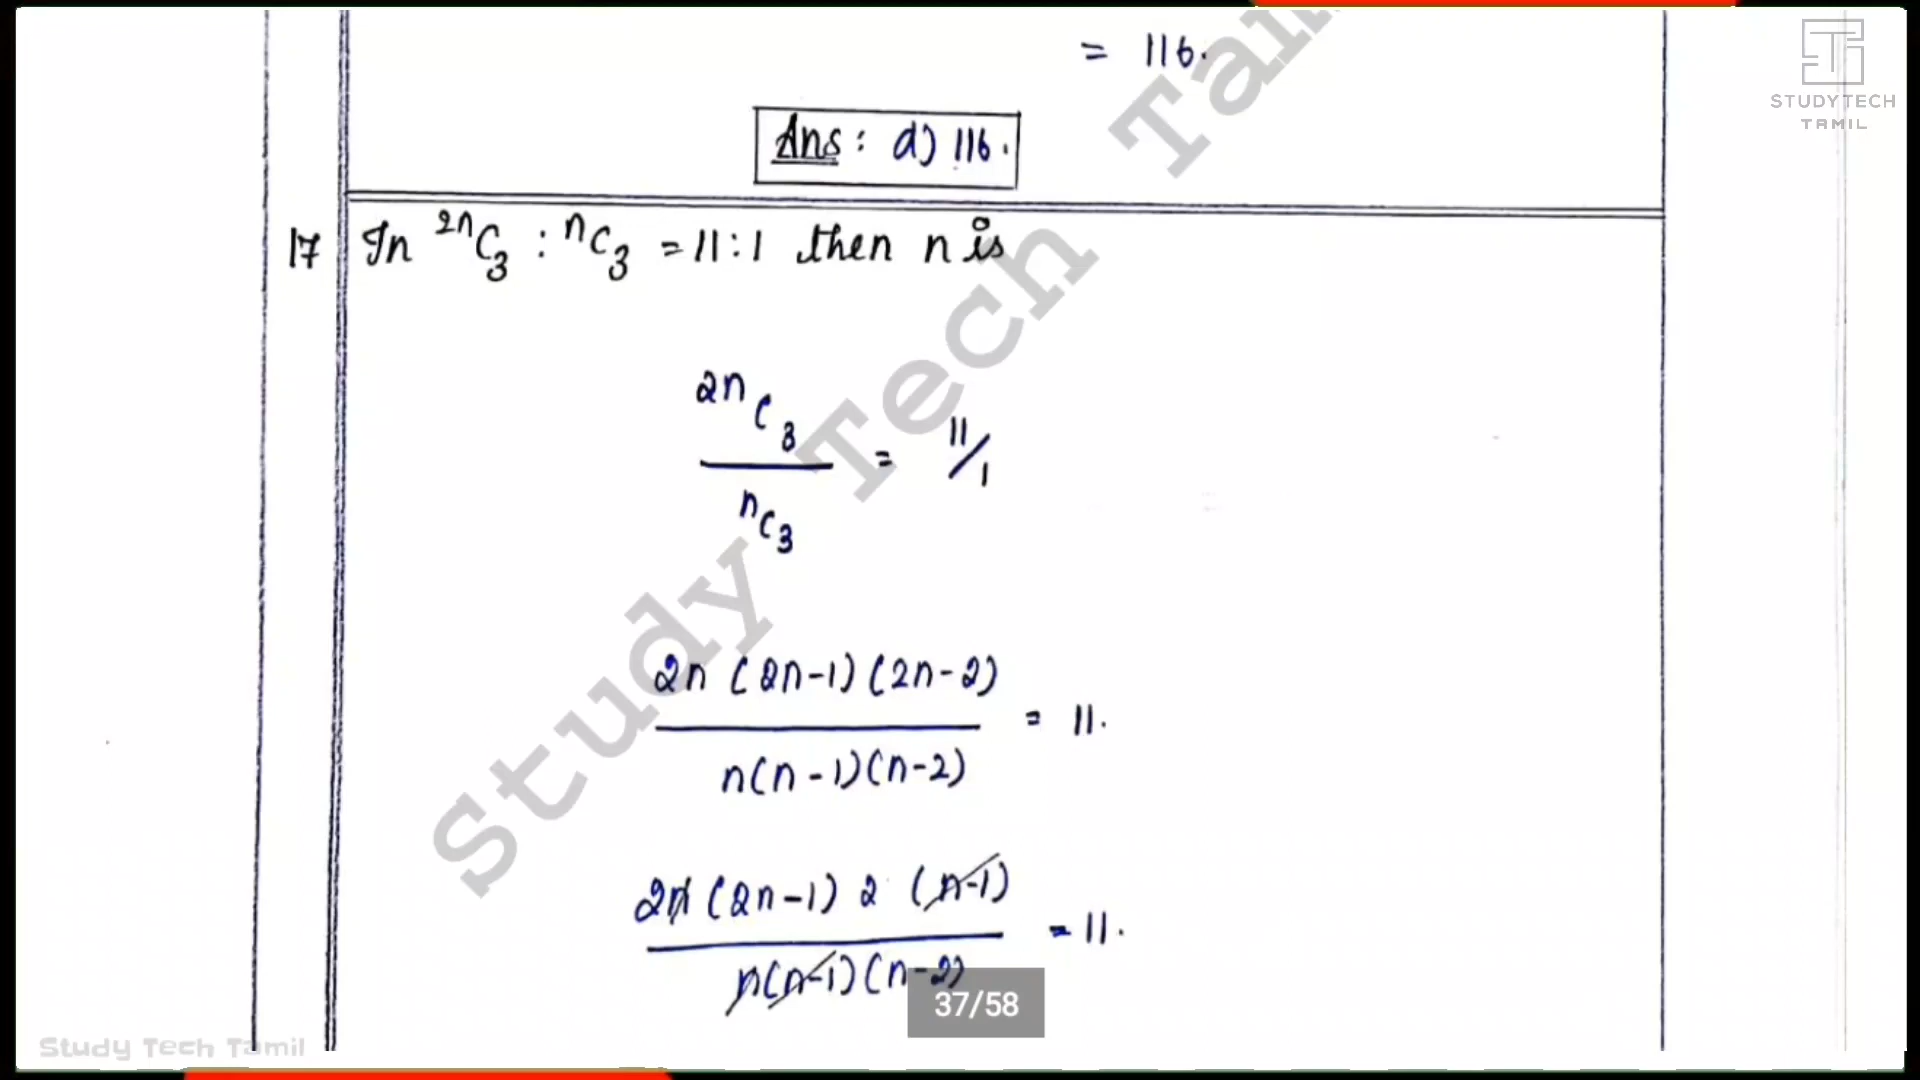 = 116.
STUDYTECH
TAMIL
Ans: d) 116.
17 In ²ⁿC₃ : ⁿC₃ = 11:1 then n is
²ⁿC₃
= 11/1
ⁿC₃
2n (2n-1) (2n-2)
= 11.
n(n-1)(n-2)
2n (2n-1) 2 (n-1)
= 11.
n(n-1)(n-2)
37/58
Study Tech Tamil
Study Tech Tam